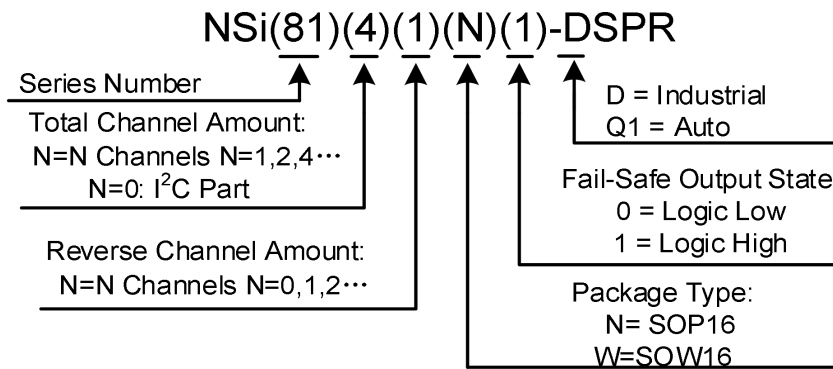 NSi(81)(4)(1)(N)(1)-DSPR
Series Number
Total Channel Amount:
N=N Channels N=1,2,4⋯
N=0: I²C Part
Reverse Channel Amount:
N=N Channels N=0,1,2⋯
D = Industrial
Q1 = Auto
Fail-Safe Output State
0 = Logic Low
1 = Logic High
Package Type:
N= SOP16
W=SOW16